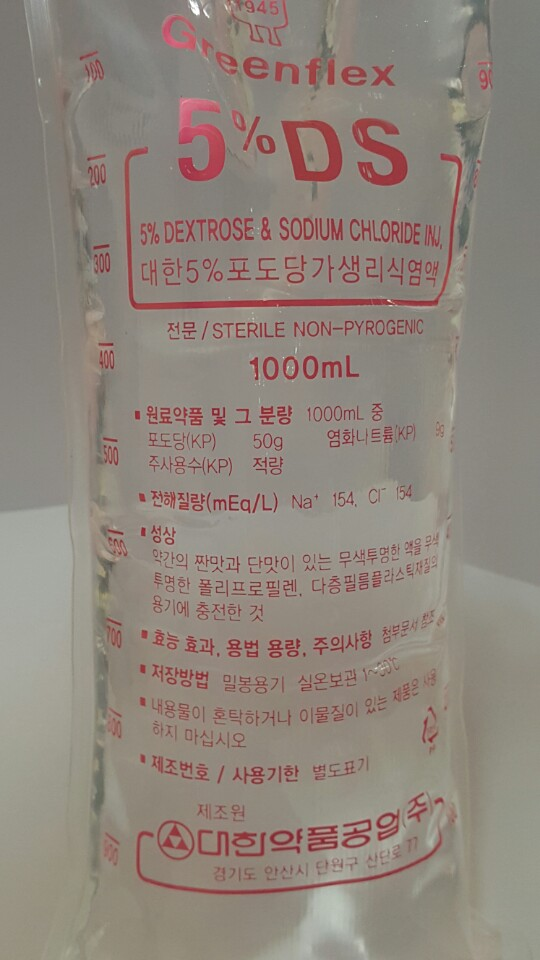 1945
Greenflex
5%DS
5% DEXTROSE & SODIUM CHLORIDE INJ.
대한5%포도당가생리식염액
전문/STERILE NON-PYROGENIC
1000mL
▪ 원료약품 및 그 분량 1000mL 중
포도당(KP) 50g 염화나트륨(KP) 9g
주사용수(KP) 적량
▪ 전해질량(mEq/L) Na⁺ 154, Cl⁻ 154
▪ 성상
약간의 짠맛과 단맛이 있는 무색투명한 액을 무색
투명한 폴리프로필렌, 다층필름플라스틱재질의
용기에 충전한 것
▪ 효능 효과, 용법 용량, 주의사항 첨부문서 참조
▪ 저장방법 밀봉용기 실온보관 1~30℃
▪ 내용물이 혼탁하거나 이물질이 있는 제품은 사용
하지 마십시오
▪ 제조번호 / 사용기한 별도표기
제조원
대한약품공업(주)
경기도 안산시 단원구 산단로 77
100
200
300
400
500
600
700
800
900